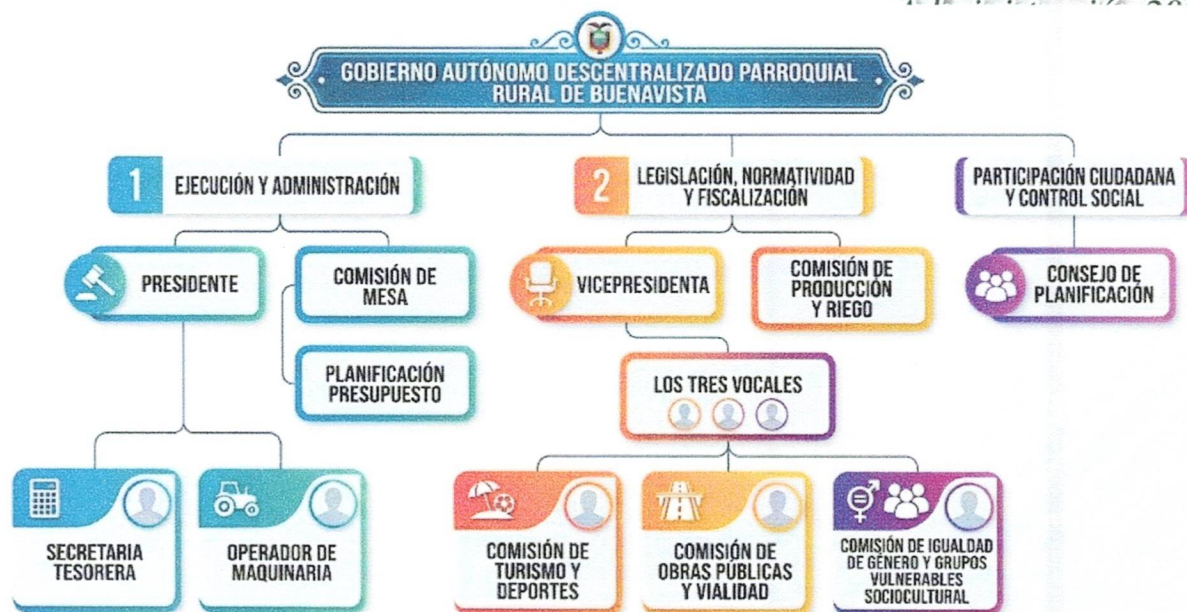 GOBIERNO AUTÓNOMO DESCENTRALIZADO PARROQUIAL
RURAL DE BUENAVISTA
1
EJECUCIÓN Y ADMINISTRACIÓN
2
LEGISLACIÓN, NORMATIVIDAD
Y FISCALIZACIÓN
PARTICIPACIÓN CIUDADANA
Y CONTROL SOCIAL
PRESIDENTE
COMISIÓN DE
MESA
VICEPRESIDENTA
COMISIÓN DE
PRODUCCIÓN
Y RIEGO
CONSEJO DE
PLANIFICACIÓN
PLANIFICACIÓN
PRESUPUESTO
LOS TRES VOCALES
SECRETARIA
TESORERA
OPERADOR DE
MAQUINARIA
COMISIÓN DE
TURISMO Y
DEPORTES
COMISIÓN DE
OBRAS PÚBLICAS
Y VIALIDAD
COMISIÓN DE IGUALDAD
DE GÉNERO Y GRUPOS
VULNERABLES
SOCIOCULTURAL